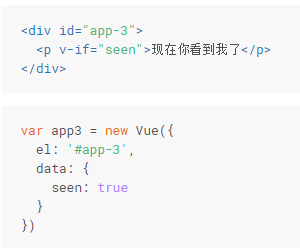 <div id="app-3">
  <p v-if="seen">现在你看到我了</p>
</div>
var app3 = new Vue({
  el: '#app-3',
  data: {
    seen: true
  }
})